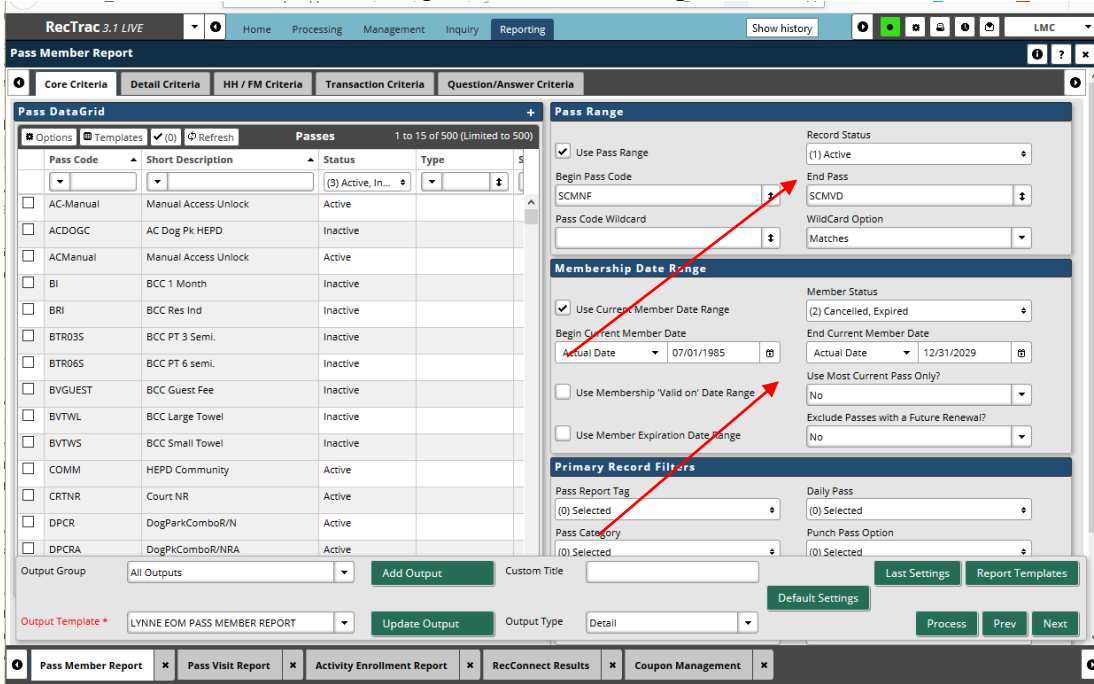 RecTrac 3.1 LIVE
Home Processing Management Inquiry Reporting
Show history
LMC
Pass Member Report
Core Criteria Detail Criteria HH / FM Criteria Transaction Criteria Question/Answer Criteria
Pass DataGrid +
Options Templates (0) Refresh Passes 1 to 15 of 500 (Limited to 500)
Pass Code Short Description Status Type S
(3) Active, In...
AC-Manual Manual Access Unlock Active
ACDOGC AC Dog Pk HEPD Inactive
ACManual Manual Access Unlock Active
BI BCC 1 Month Inactive
BRI BCC Res Ind Inactive
BTR03S BCC PT 3 Semi. Inactive
BTR06S BCC PT 6 semi. Inactive
BVGUEST BCC Guest Fee Inactive
BVTWL BCC Large Towel Inactive
BVTWS BCC Small Towel Inactive
COMM HEPD Community Active
CRTNR Court NR Active
DPCR DogParkComboR/N Active
DPCRA DogPkComboR/NRA Active
Pass Range
Record Status
Use Pass Range
(1) Active
Begin Pass Code End Pass
SCMNF SCMVD
Pass Code Wildcard WildCard Option
Matches
Membership Date Range
Member Status
Use Current Member Date Range
(2) Cancelled, Expired
Begin Current Member Date End Current Member Date
Actual Date 07/01/1985 Actual Date 12/31/2029
Use Most Current Pass Only?
Use Membership 'Valid on' Date Range
No
Exclude Passes with a Future Renewal?
Use Member Expiration Date Range
No
Primary Record Filters
Pass Report Tag Daily Pass
(0) Selected (0) Selected
Pass Category Punch Pass Option
(0) Selected (0) Selected
Output Group All Outputs Add Output Custom Title Last Settings Report Templates
Default Settings
Output Template * LYNNE EOM PASS MEMBER REPORT Update Output Output Type Detail Process Prev Next
Pass Member Report × Pass Visit Report × Activity Enrollment Report × RecConnect Results × Coupon Management ×